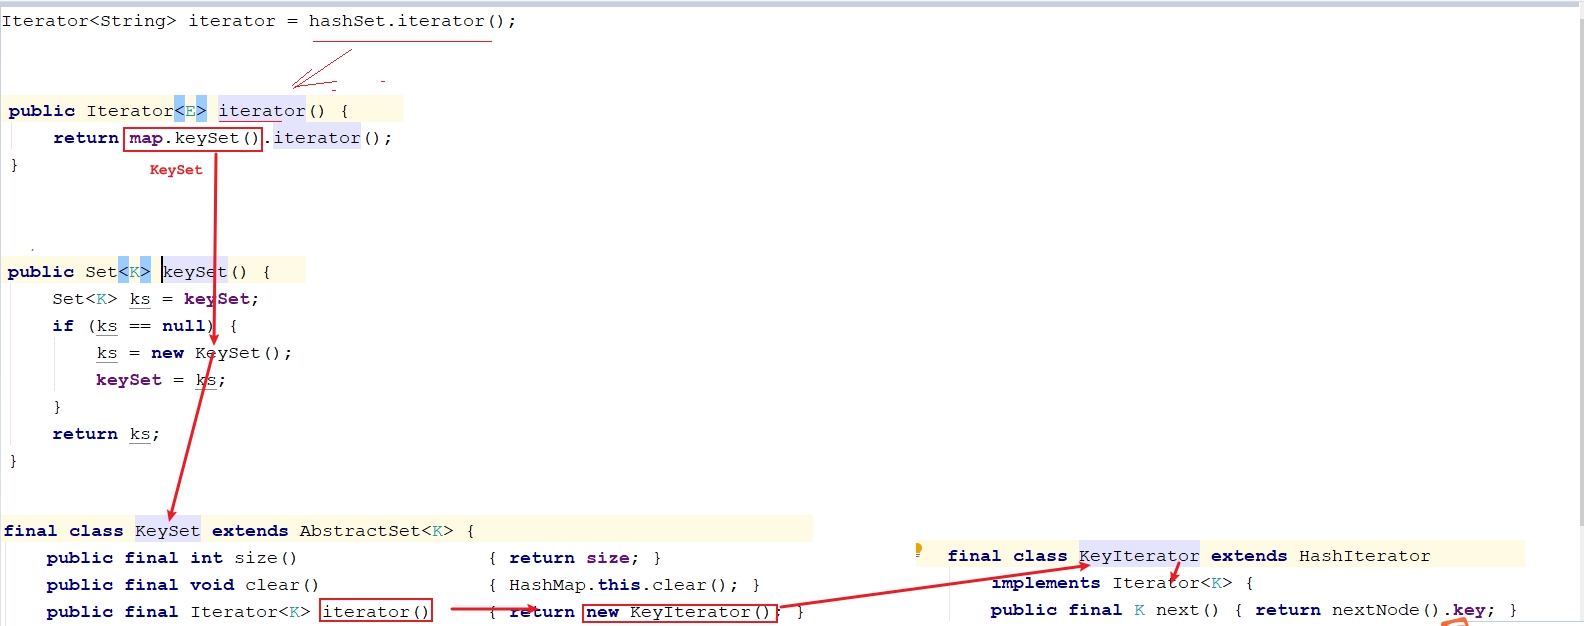 Iterator<String> iterator = hashSet.iterator();
public Iterator<E> iterator() {
    return map.keySet().iterator();
}
KeySet
public Set<K> keySet() {
    Set<K> ks = keySet;
    if (ks == null) {
        ks = new KeySet();
        keySet = ks;
    }
    return ks;
}
final class KeySet extends AbstractSet<K> {
    public final int size()                 { return size; }
    public final void clear()               { HashMap.this.clear(); }
    public final Iterator<K> iterator()     { return new KeyIterator(); }
final class KeyIterator extends HashIterator
    implements Iterator<K> {
    public final K next() { return nextNode().key; }